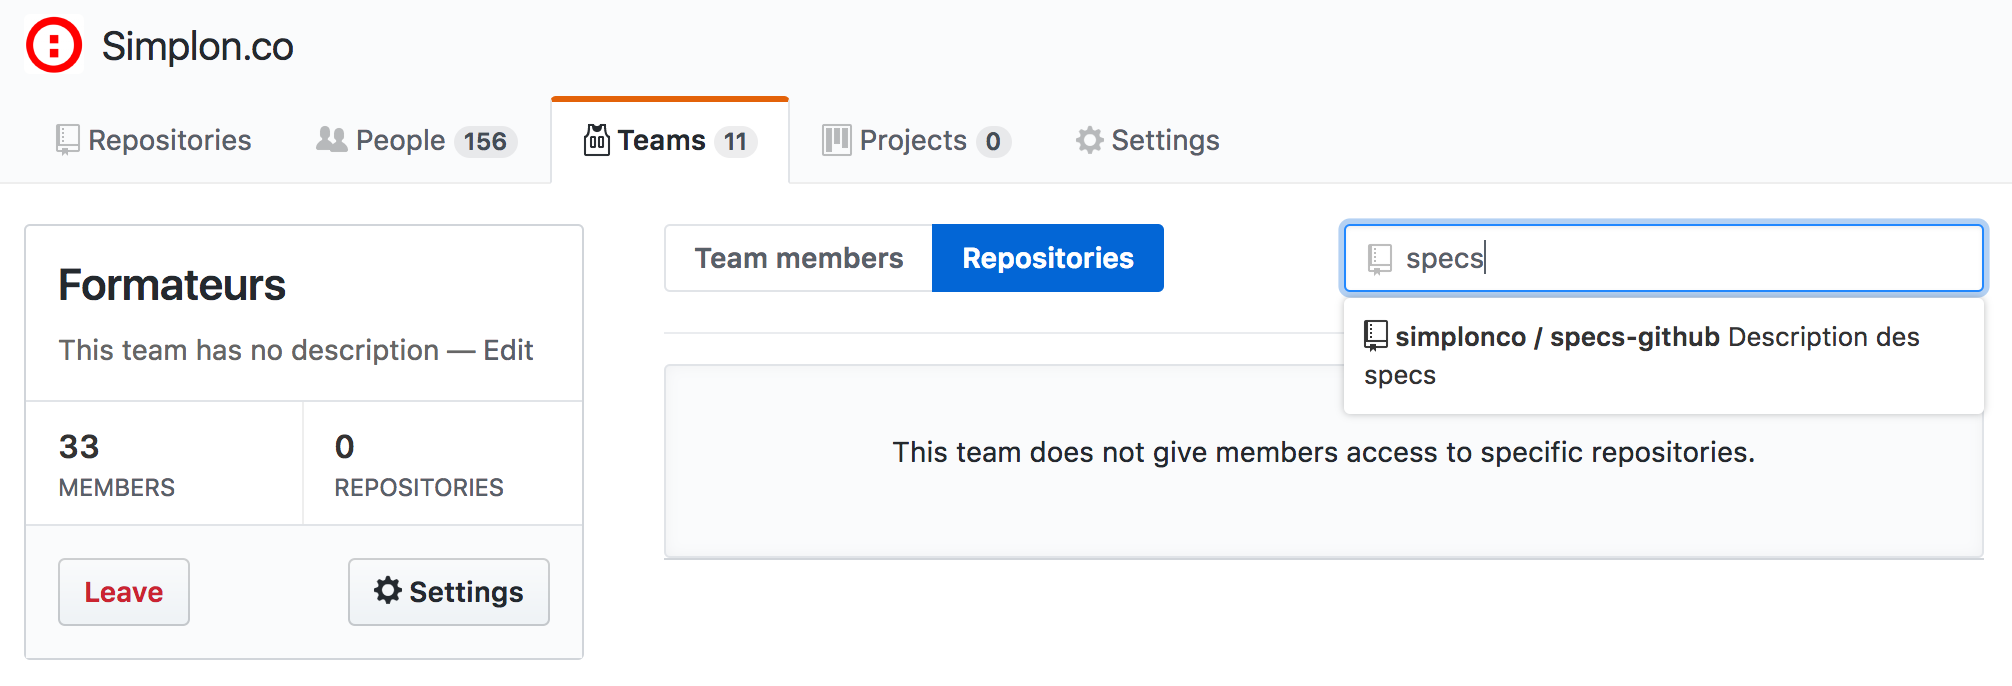 Simplon.co
Repositories People 156 Teams 11 Projects 0 Settings
Formateurs
This team has no description — Edit
33
MEMBERS
0
REPOSITORIES
Leave
Settings
Team members Repositories
specs
simplonco / specs-github Description des
specs
This team does not give members access to specific repositories.